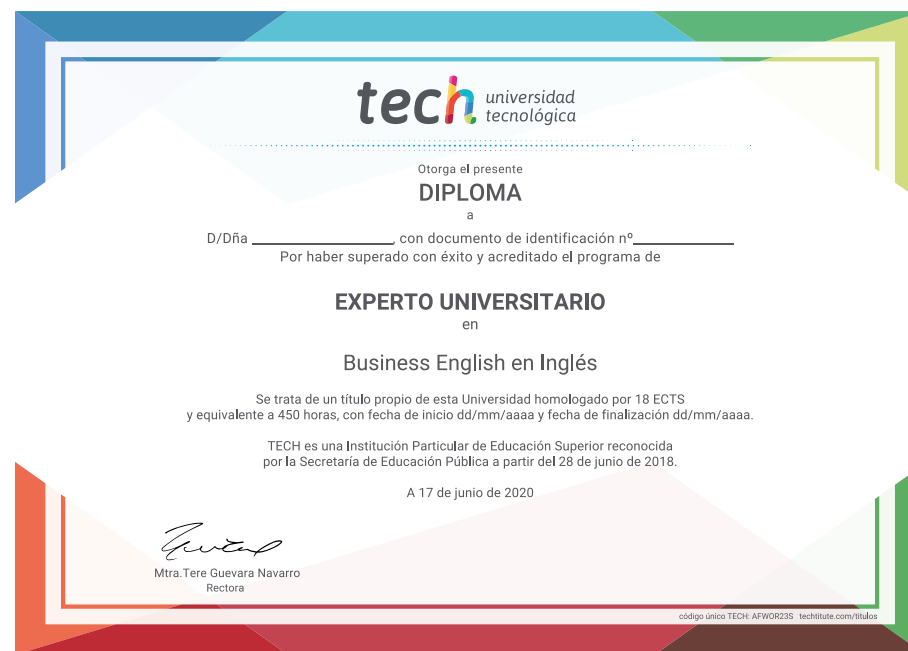 tech universidad
tecnológica
Otorga el presente
DIPLOMA
a
D/Dña ____________________, con documento de identificación nº______________
Por haber superado con éxito y acreditado el programa de
EXPERTO UNIVERSITARIO
en
Business English en Inglés
Se trata de un título propio de esta Universidad homologado por 18 ECTS
y equivalente a 450 horas, con fecha de inicio dd/mm/aaaa y fecha de finalización dd/mm/aaaa.
TECH es una Institución Particular de Educación Superior reconocida
por la Secretaría de Educación Pública a partir del 28 de junio de 2018.
A 17 de junio de 2020
Mtra.Tere Guevara Navarro
Rectora
código único TECH: AFWOR23S techtitute.com/titulos